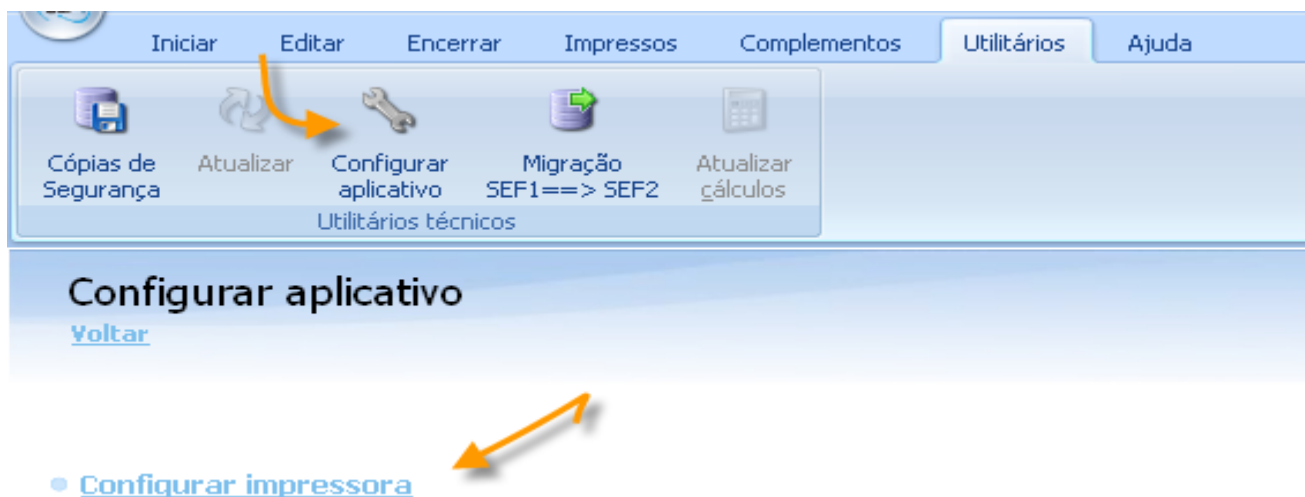 Iniciar Editar Encerrar Impressos Complementos Utilitários Ajuda
Cópias de Segurança
Atualizar
Configurar aplicativo
Migração SEF1==> SEF2
Atualizar cálculos
Utilitários técnicos
Configurar aplicativo
Voltar
Configurar impressora